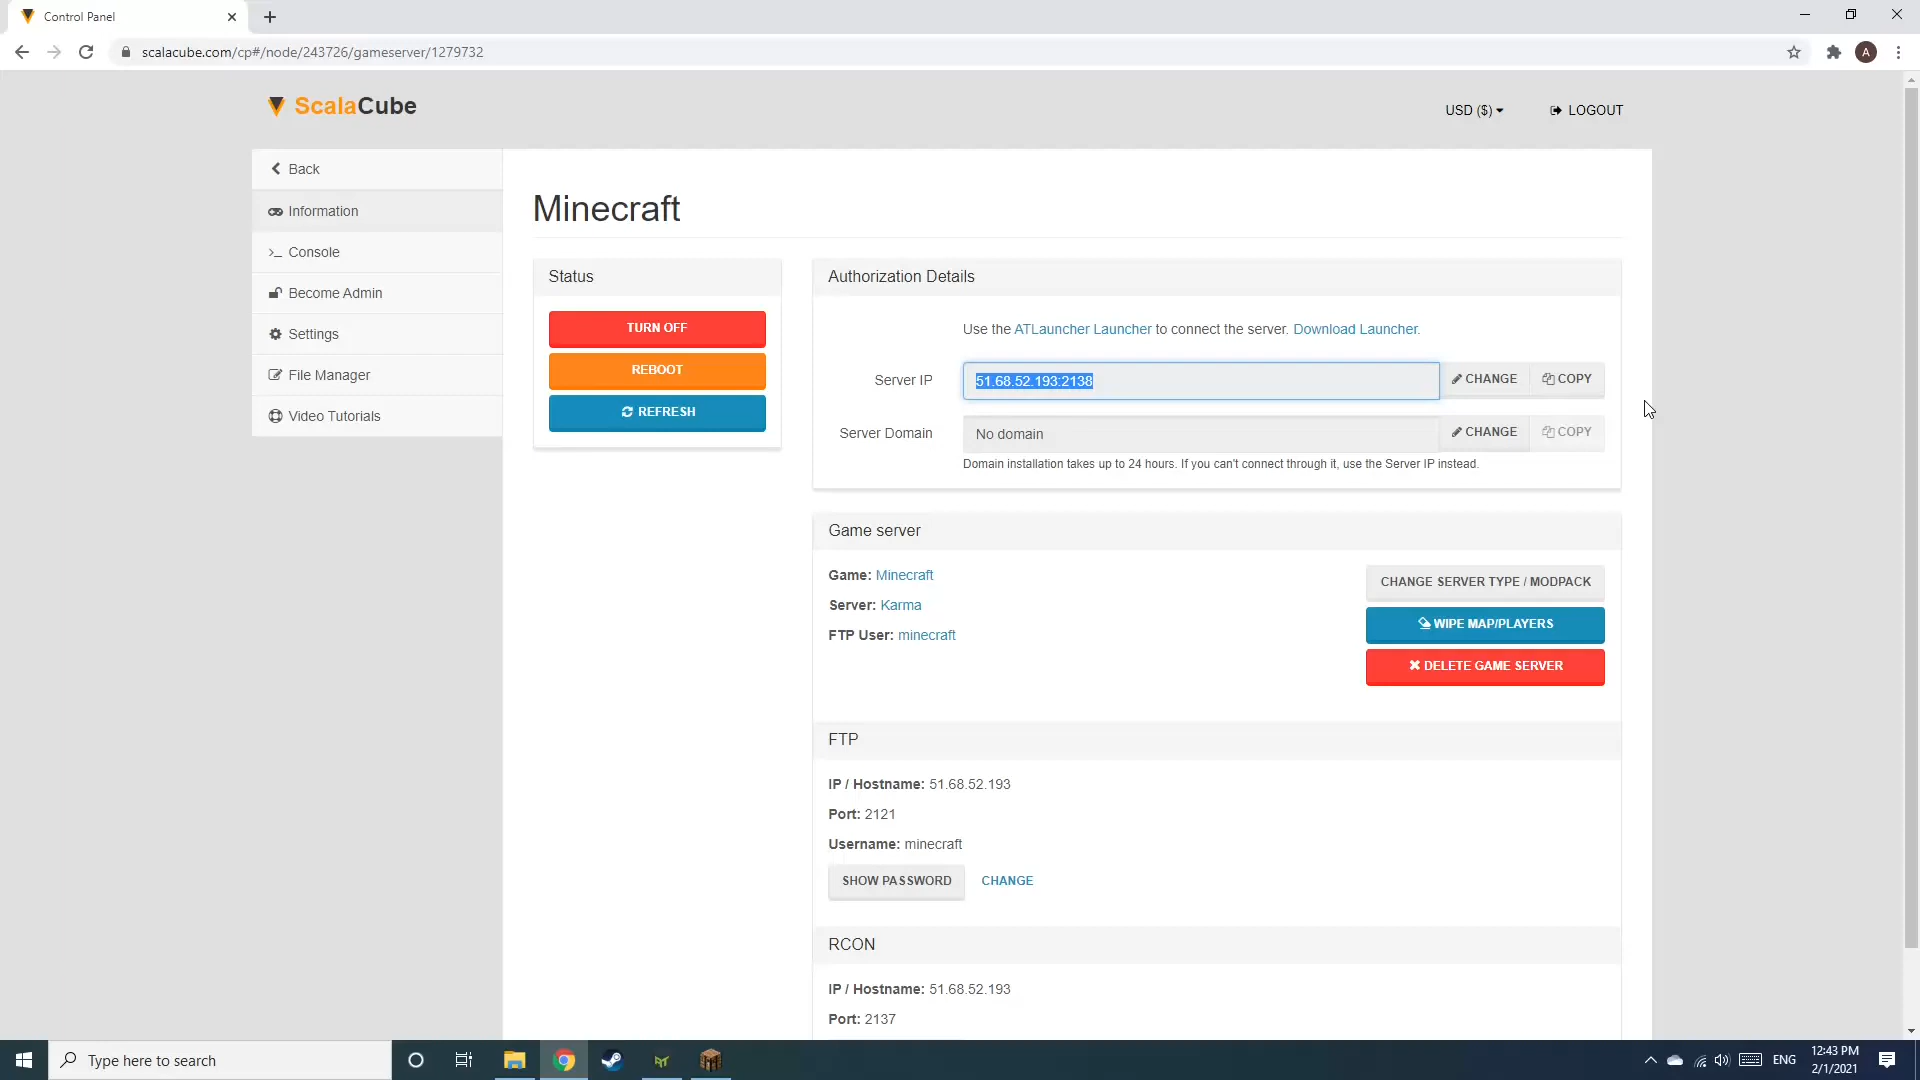 Control Panel
scalacube.com/cp#/node/243726/gameserver/1279732
A
ScalaCube
USD ($)
LOGOUT
Back
Information
Console
Become Admin
Settings
File Manager
Video Tutorials
Minecraft
Status
TURN OFF
REBOOT
REFRESH
Authorization Details
Use the ATLauncher Launcher to connect the server. Download Launcher.
Server IP
51.68.52.193:2138
CHANGE
COPY
Server Domain
No domain
CHANGE
COPY
Domain installation takes up to 24 hours. If you can't connect through it, use the Server IP instead.
Game server
Game: Minecraft
Server: Karma
FTP User: minecraft
CHANGE SERVER TYPE / MODPACK
WIPE MAP/PLAYERS
DELETE GAME SERVER
FTP
IP / Hostname: 51.68.52.193
Port: 2121
Username: minecraft
SHOW PASSWORD
CHANGE
RCON
IP / Hostname: 51.68.52.193
Port: 2137
Type here to search
ENG
12:43 PM
2/1/2021